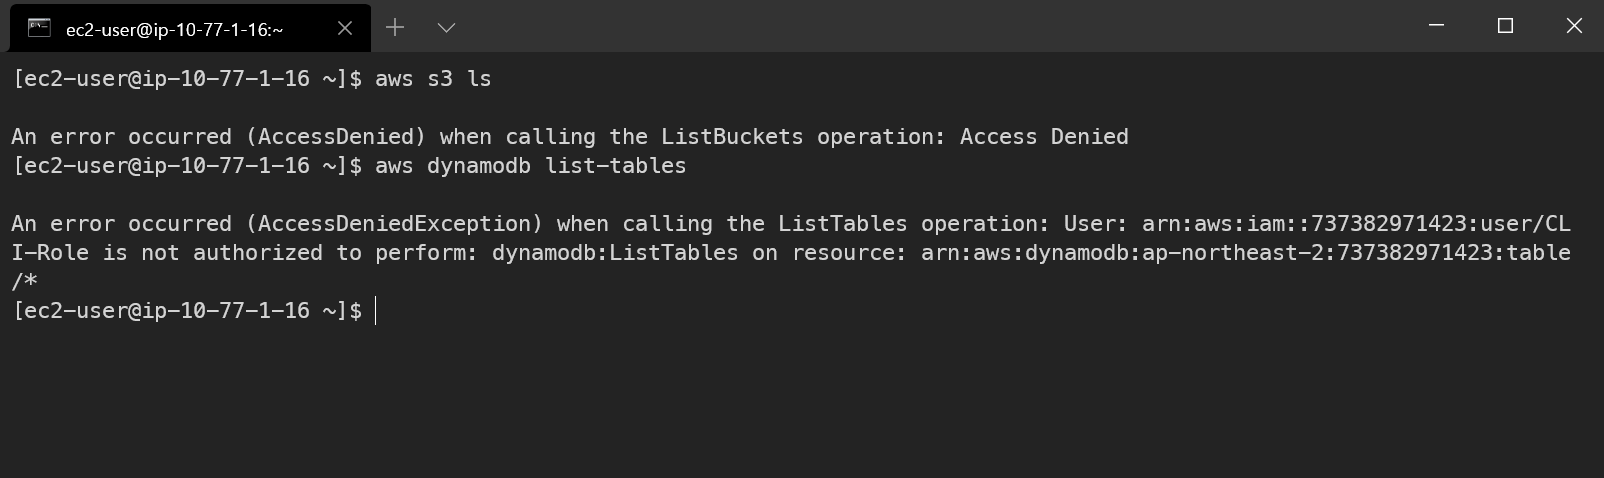 ec2-user@ip-10-77-1-16:~
[ec2-user@ip-10-77-1-16 ~]$ aws s3 ls
An error occurred (AccessDenied) when calling the ListBuckets operation: Access Denied
[ec2-user@ip-10-77-1-16 ~]$ aws dynamodb list-tables
An error occurred (AccessDeniedException) when calling the ListTables operation: User: arn:aws:iam::737382971423:user/CL
I-Role is not authorized to perform: dynamodb:ListTables on resource: arn:aws:dynamodb:ap-northeast-2:737382971423:table
/*
[ec2-user@ip-10-77-1-16 ~]$